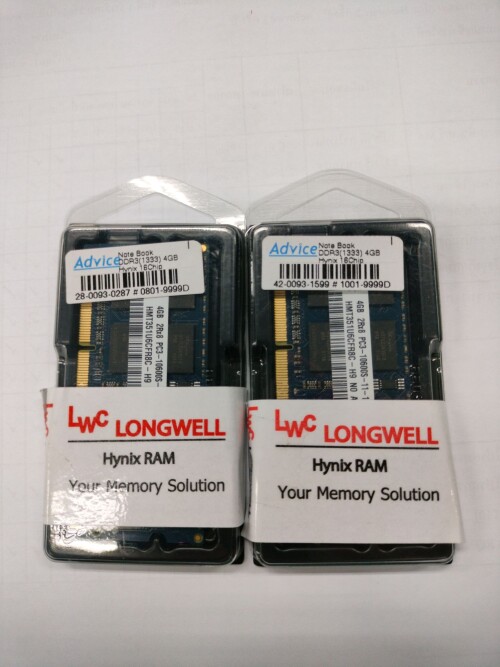 Advice
Note Book
DDR3(1333) 4GB
Hynix 16Chip
28-0093-0287 # 0801-9999D
4GB 2Rx8 PC3-10600S-
HMT351U6CFR8C-H9
LWC LONGWELL
Hynix RAM
Your Memory Solution
Advice
Note Book
DDR3(1333) 4GB
Hynix 16Chip
42-0093-1599 # 1001-9999D
4GB 2Rx8 PC3-10600S-11-1
HMT351U6CFR8C-H9 N0 A
LWC LONGWELL
Hynix RAM
Your Memory Solution